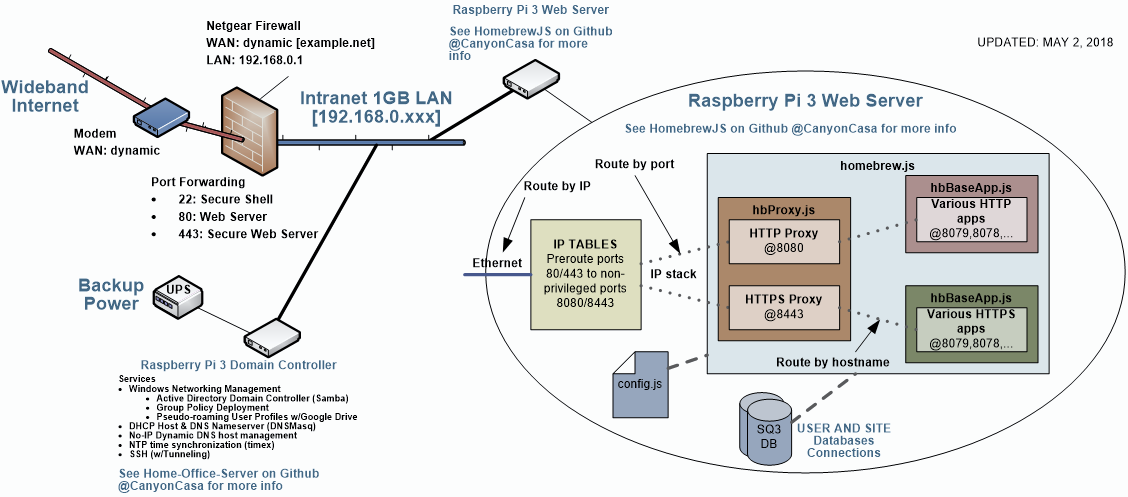 Raspberry Pi 3 Web Server
See HomebrewJS on Github
@CanyonCasa for more
info
UPDATED: MAY 2, 2018
Netgear Firewall
WAN: dynamic [example.net]
LAN: 192.168.0.1
Wideband
Internet
Modem
WAN: dynamic
Intranet 1GB LAN
[192.168.0.xxx]
Port Forwarding
• 22: Secure Shell
• 80: Web Server
• 443: Secure Web Server
Backup
Power
UPS
Raspberry Pi 3 Domain Controller
Services
• Windows Networking Management
• Active Directory Domain Controller (Samba)
• Group Policy Deployment
• Pseudo-roaming User Profiles w/Google Drive
• DHCP Host & DNS Nameserver (DNSMasq)
• No-IP Dynamic DNS host management
• NTP time synchronization (timex)
• SSH (w/Tunneling)
See Home-Office-Server on Github
@CanyonCasa for more info
Raspberry Pi 3 Web Server
See HomebrewJS on Github @CanyonCasa for more info
Route by port
Route by IP
Ethernet
IP TABLES
Preroute ports
80/443 to non-
privileged ports
8080/8443
IP stack
homebrew.js
hbProxy.js
HTTP Proxy
@8080
HTTPS Proxy
@8443
hbBaseApp.js
Various HTTP
apps
@8079,8078,...
hbBaseApp.js
Various HTTPS
apps
@8079,8078,...
Route by hostname
config.js
SQ3
DB
USER AND SITE
Databases
Connections